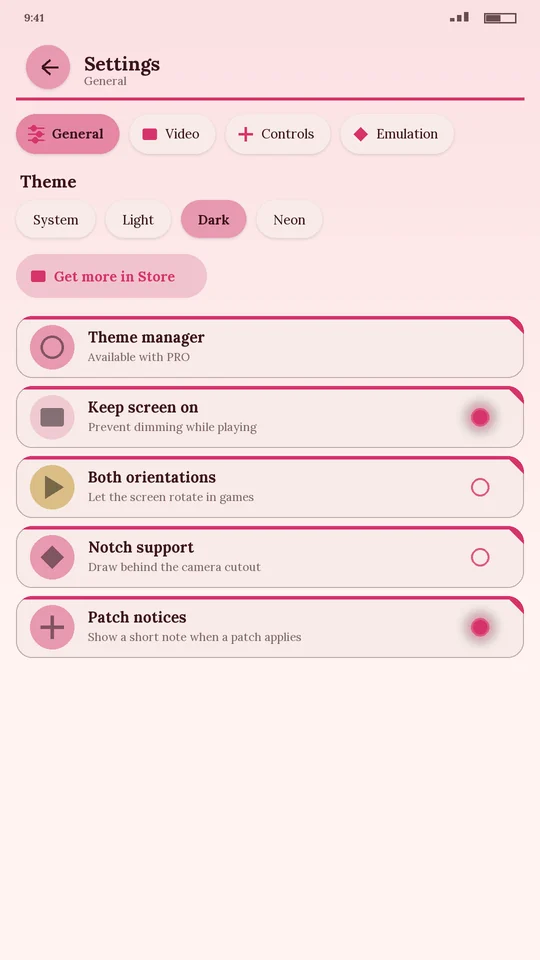 9:41
Settings
General
General
Video
Controls
Emulation
Theme
System
Light
Dark
Neon
Get more in Store
Theme manager
Available with PRO
Keep screen on
Prevent dimming while playing
Both orientations
Let the screen rotate in games
Notch support
Draw behind the camera cutout
Patch notices
Show a short note when a patch applies